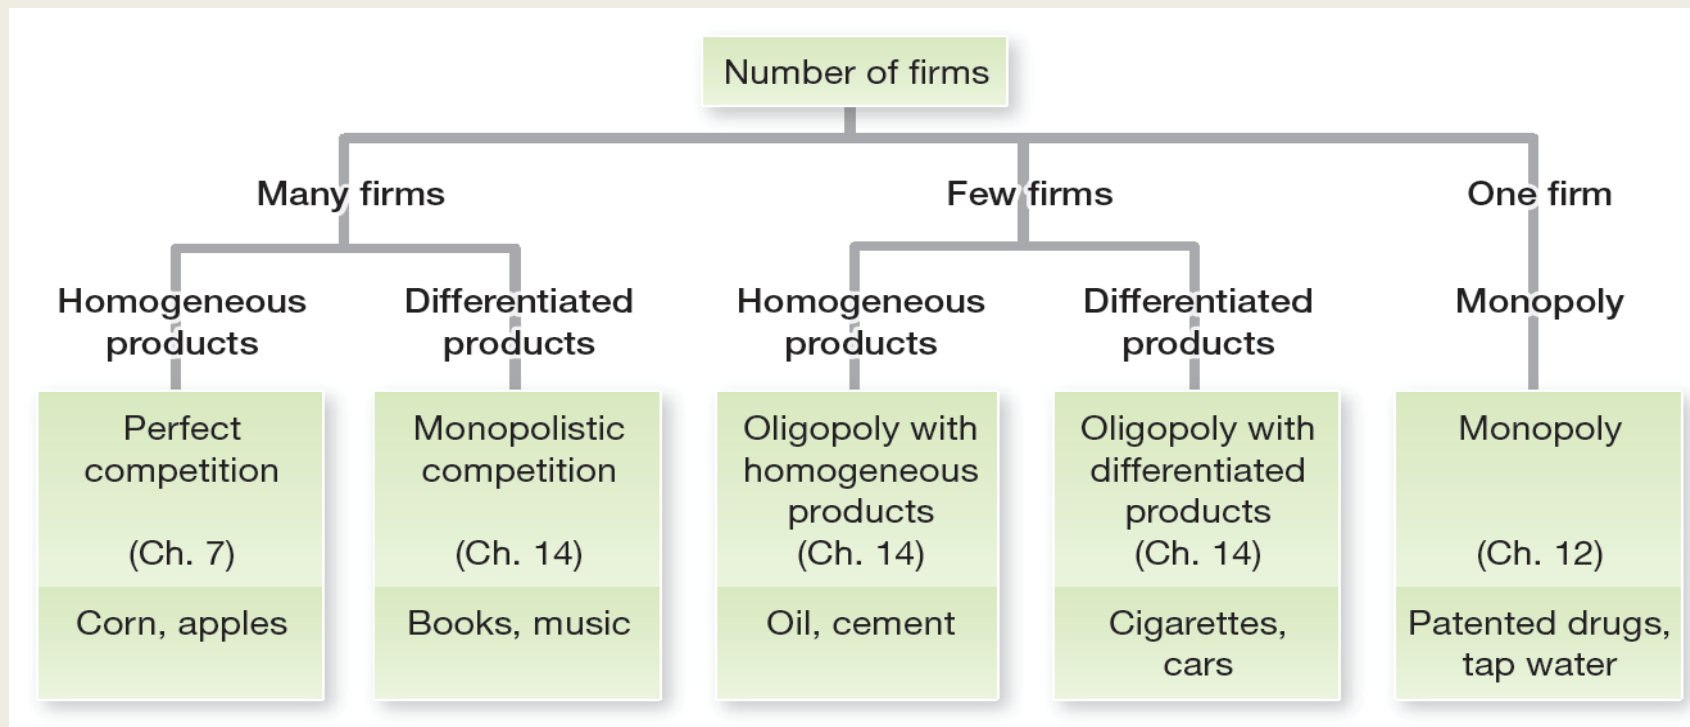 Number of firms
Many firms
Few firms
One firm
Homogeneous
products
Differentiated
products
Homogeneous
products
Differentiated
products
Monopoly
Perfect
competition
(Ch. 7)
Corn, apples
Monopolistic
competition
(Ch. 14)
Books, music
Oligopoly with
homogeneous
products
(Ch. 14)
Oil, cement
Oligopoly with
differentiated
products
(Ch. 14)
Cigarettes,
cars
Monopoly
(Ch. 12)
Patented drugs,
tap water